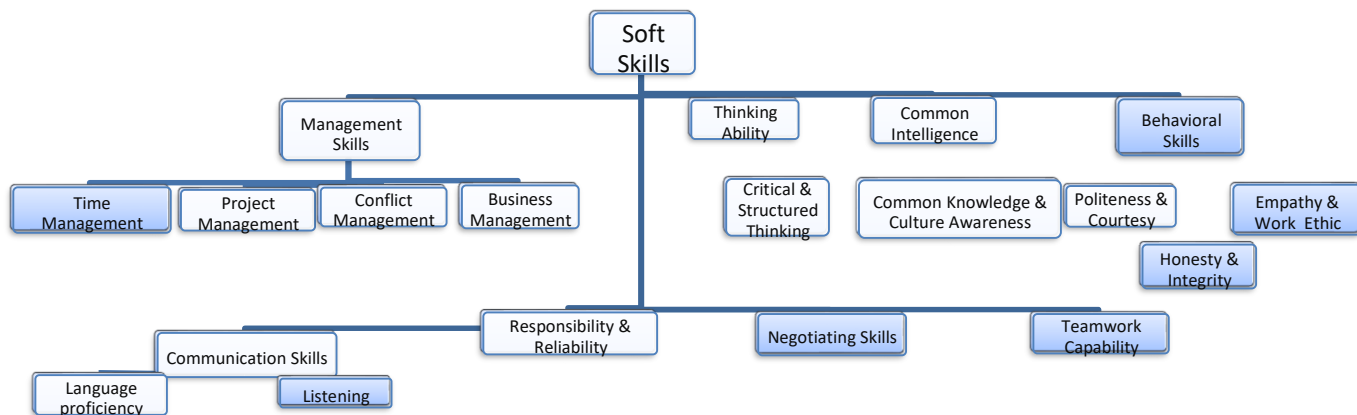 Soft
Skills
Management
Skills
Thinking
Ability
Common
Intelligence
Behavioral
Skills
Time
Management
Project
Management
Conflict
Management
Business
Management
Critical &
Structured
Thinking
Common Knowledge &
Culture Awareness
Politeness &
Courtesy
Empathy &
Work Ethic
Honesty &
Integrity
Communication Skills
Responsibility &
Reliability
Negotiating Skills
Teamwork
Capability
Language
proficiency
Listening